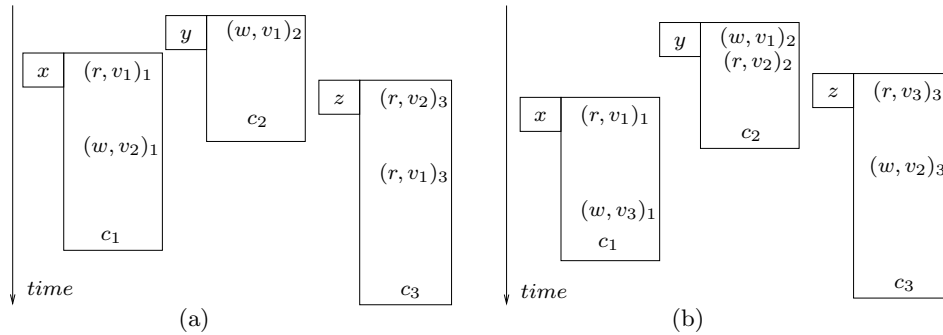 x
(r, v₁)₁
(w, v₂)₁
c₁
y
(w, v₁)₂
c₂
z
(r, v₂)₃
(r, v₁)₃
c₃
time
(a)
x
(r, v₁)₁
(w, v₃)₁
c₁
y
(w, v₁)₂
(r, v₂)₂
c₂
z
(r, v₃)₃
(w, v₂)₃
c₃
time
(b)